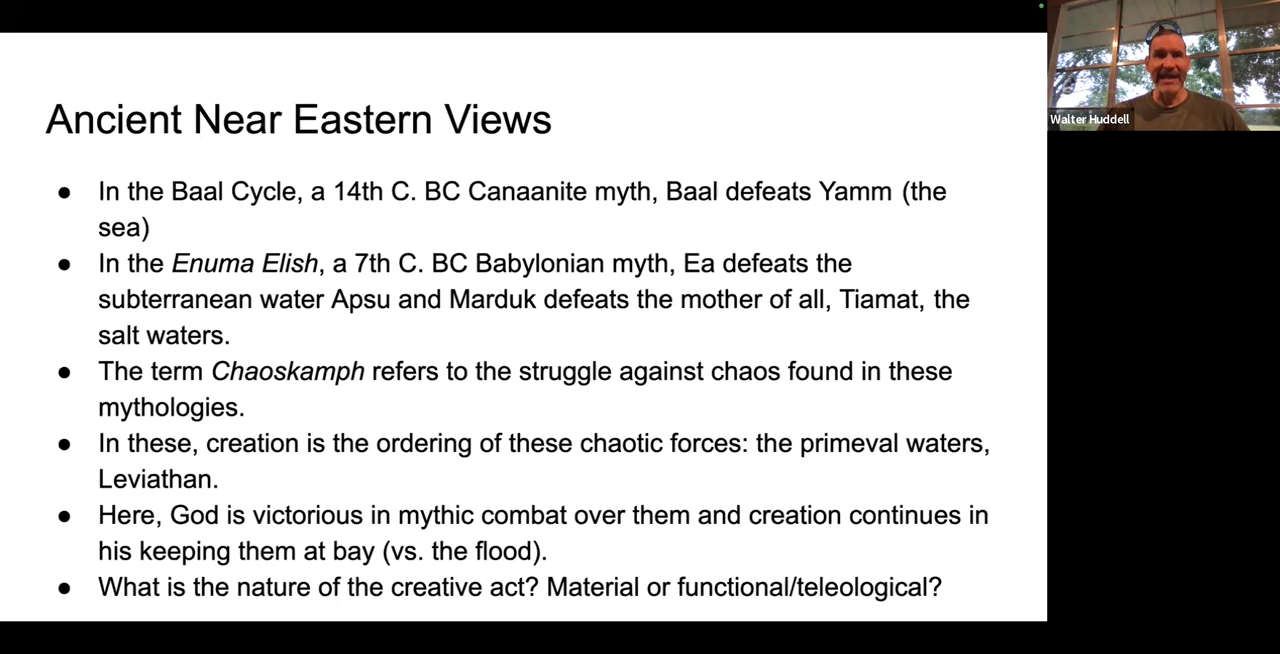 Ancient Near Eastern Views
● In the Baal Cycle, a 14th C. BC Canaanite myth, Baal defeats Yamm (the
sea)
● In the Enuma Elish, a 7th C. BC Babylonian myth, Ea defeats the
subterranean water Apsu and Marduk defeats the mother of all, Tiamat, the
salt waters.
● The term Chaoskamph refers to the struggle against chaos found in these
mythologies.
● In these, creation is the ordering of these chaotic forces: the primeval waters,
Leviathan.
● Here, God is victorious in mythic combat over them and creation continues in
his keeping them at bay (vs. the flood).
● What is the nature of the creative act? Material or functional/teleological?
Walter Huddell